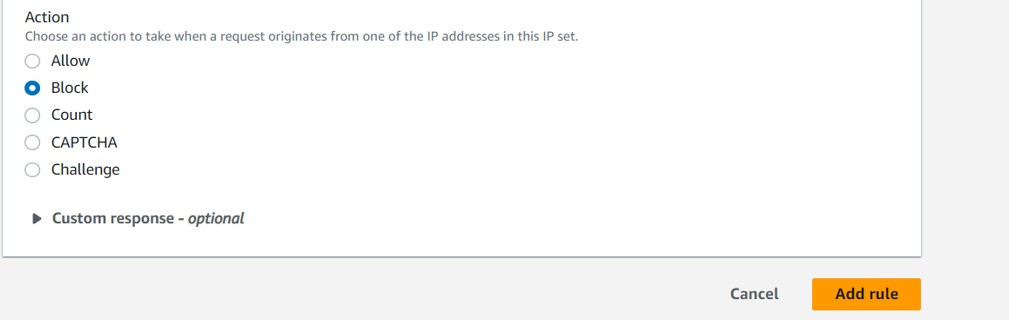 Action
Choose an action to take when a request originates from one of the IP addresses in this IP set.
Allow
Block
Count
CAPTCHA
Challenge
Custom response - optional
Cancel
Add rule